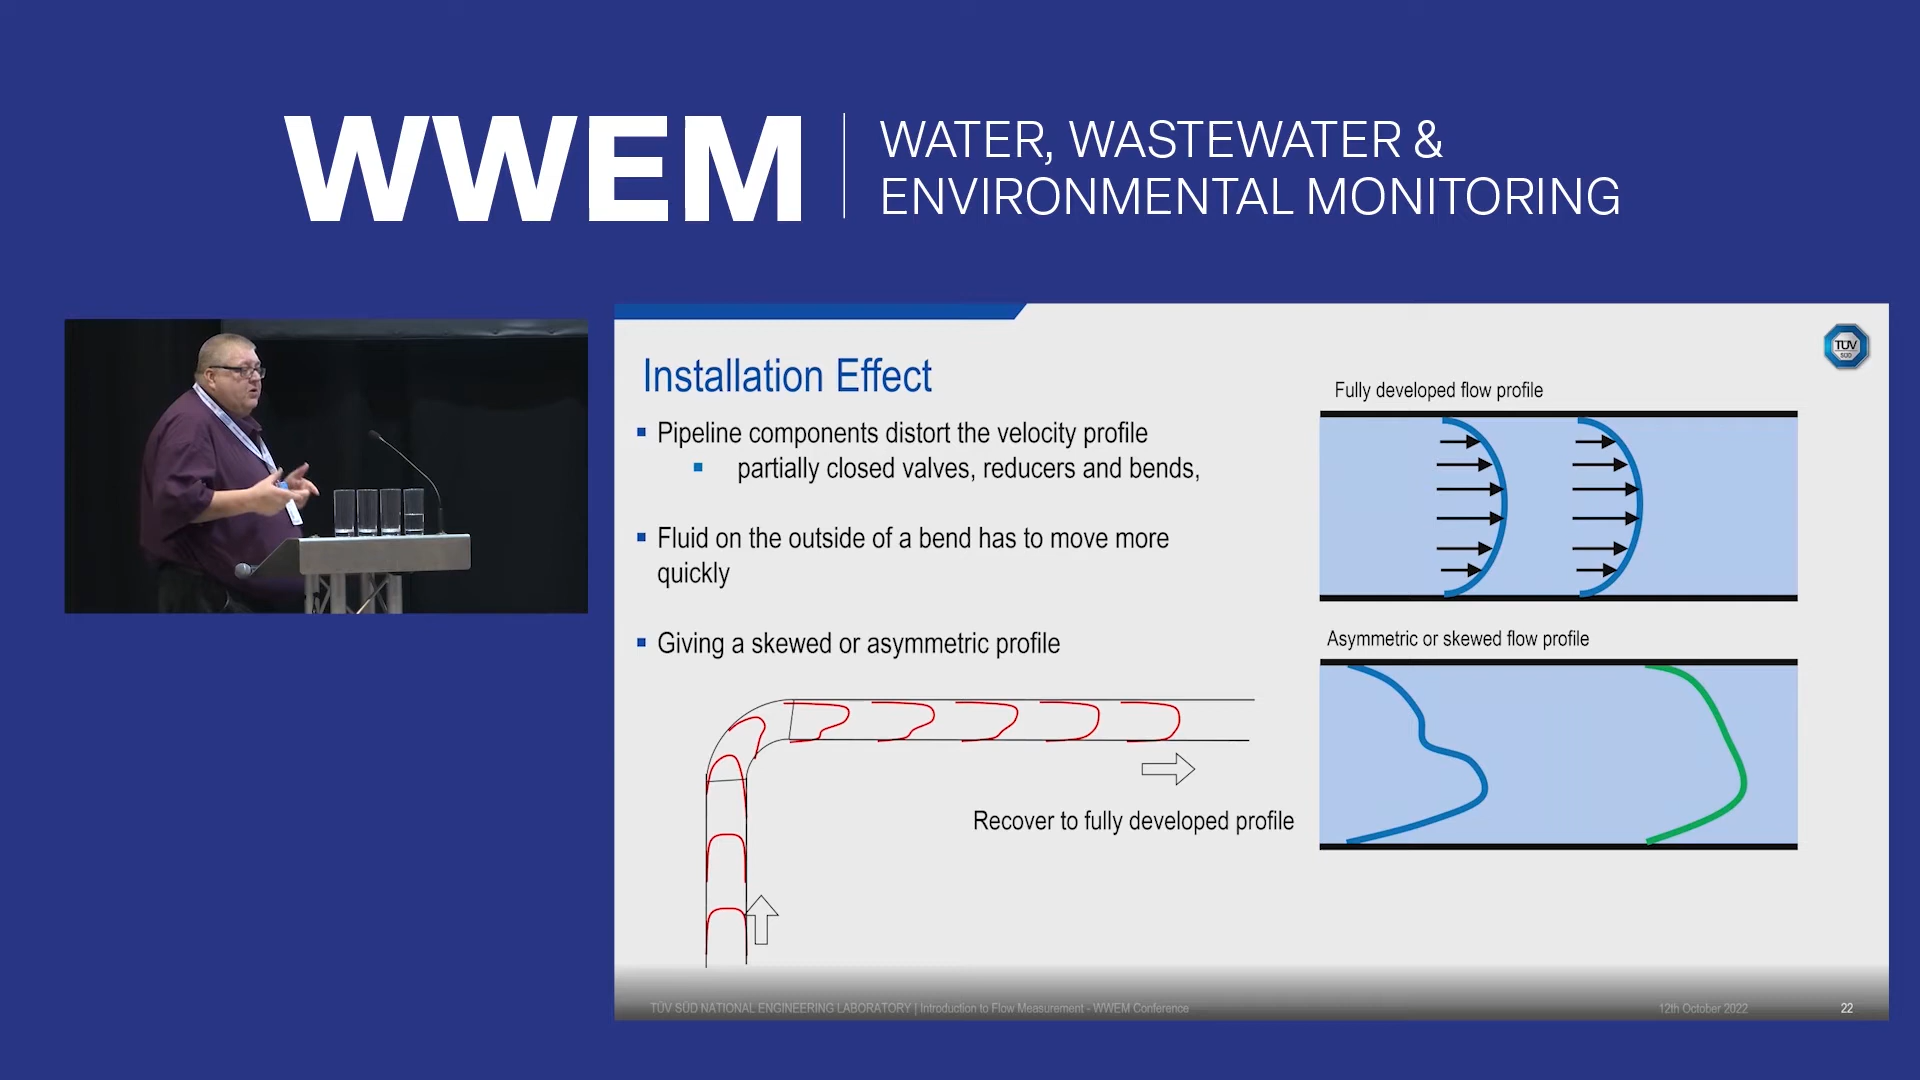 WWEM
WATER, WASTEWATER &
ENVIRONMENTAL MONITORING
Installation Effect
Pipeline components distort the velocity profile
partially closed valves, reducers and bends,
Fluid on the outside of a bend has to move more
quickly
Giving a skewed or asymmetric profile
Recover to fully developed profile
TÜV
SÜD
Fully developed flow profile
Asymmetric or skewed flow profile
TÜV SÜD NATIONAL ENGINEERING LABORATORY | Introduction to Flow Measurement - WWEM Conference
12th October 2022
22